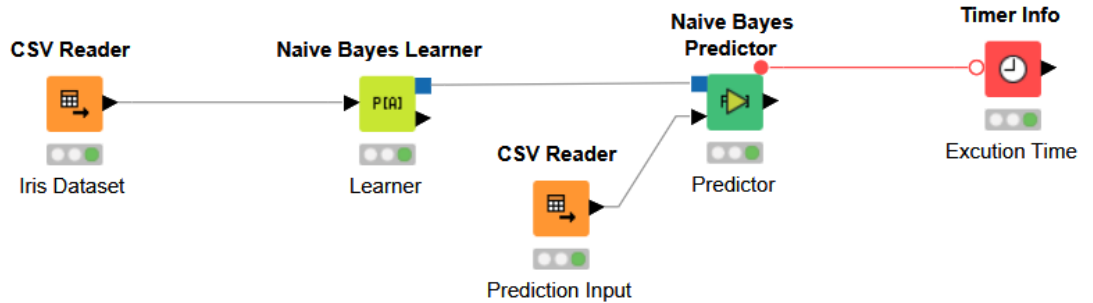 CSV Reader
Iris Dataset
Naive Bayes Learner
P[A]
Learner
CSV Reader
Prediction Input
Naive Bayes
Predictor
Predictor
Timer Info
Excution Time